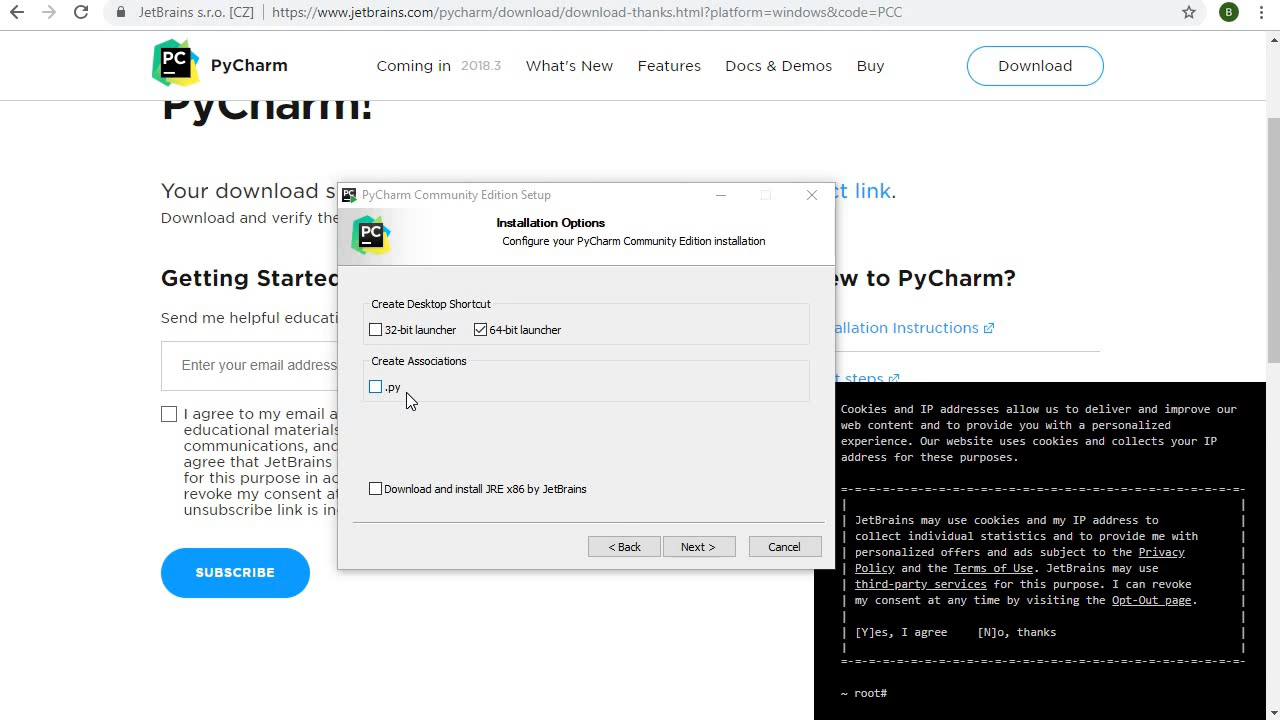 JetBrains s.r.o. [CZ] | https://www.jetbrains.com/pycharm/download/download-thanks.html?platform=windows&code=PCC
B
PC
PyCharm
Coming in 2018.3
What's New
Features
Docs & Demos
Buy
Download
PyCharm!
Your download s
ct link.
Download and verify the
Getting Started
Send me helpful educati
Enter your email address
I agree to my email a
educational materials
communications, and
agree that JetBrains
for this purpose in ac
revoke my consent at
unsubscribe link is in
SUBSCRIBE
PC PyCharm Community Edition Setup
PC
Installation Options
Configure your PyCharm Community Edition installation
Create Desktop Shortcut
32-bit launcher
64-bit launcher
Create Associations
.py
Download and install JRE x86 by JetBrains
< Back
Next >
Cancel
ew to PyCharm?
allation Instructions
t steps
Cookies and IP addresses allow us to deliver and improve our
web content and to provide you with a personalized
experience. Our website uses cookies and collects your IP
address for these purposes.
JetBrains may use cookies and my IP address to
collect individual statistics and to provide me with
personalized offers and ads subject to the Privacy
Policy and the Terms of Use. JetBrains may use
third-party services for this purpose. I can revoke
my consent at any time by visiting the Opt-Out page.
[Y]es, I agree [N]o, thanks
~ root#